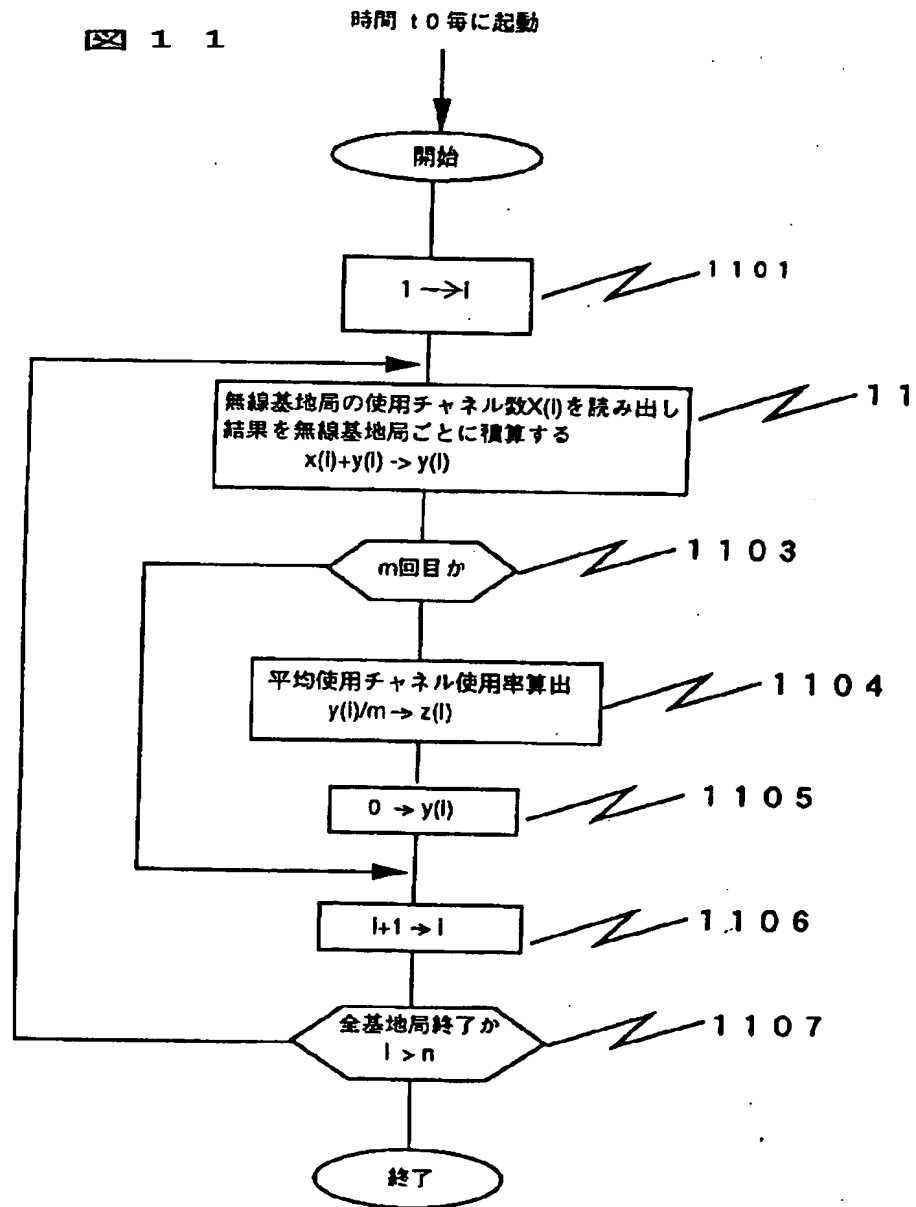 図 １ １
時間 ｔ０毎に起動
開始
1 → i
１１０１
無線基地局の使用チャネル数X(i)を読み出し
結果を無線基地局ごとに積算する
x(i)+y(i) -> y(i)
１１
m回目か
１１０３
平均使用チャネル使用率算出
y(i)/m → z(i)
１１０４
0 → y(i)
１１０５
i+1 → i
１１０６
全基地局終了か
i > n
１１０７
終了